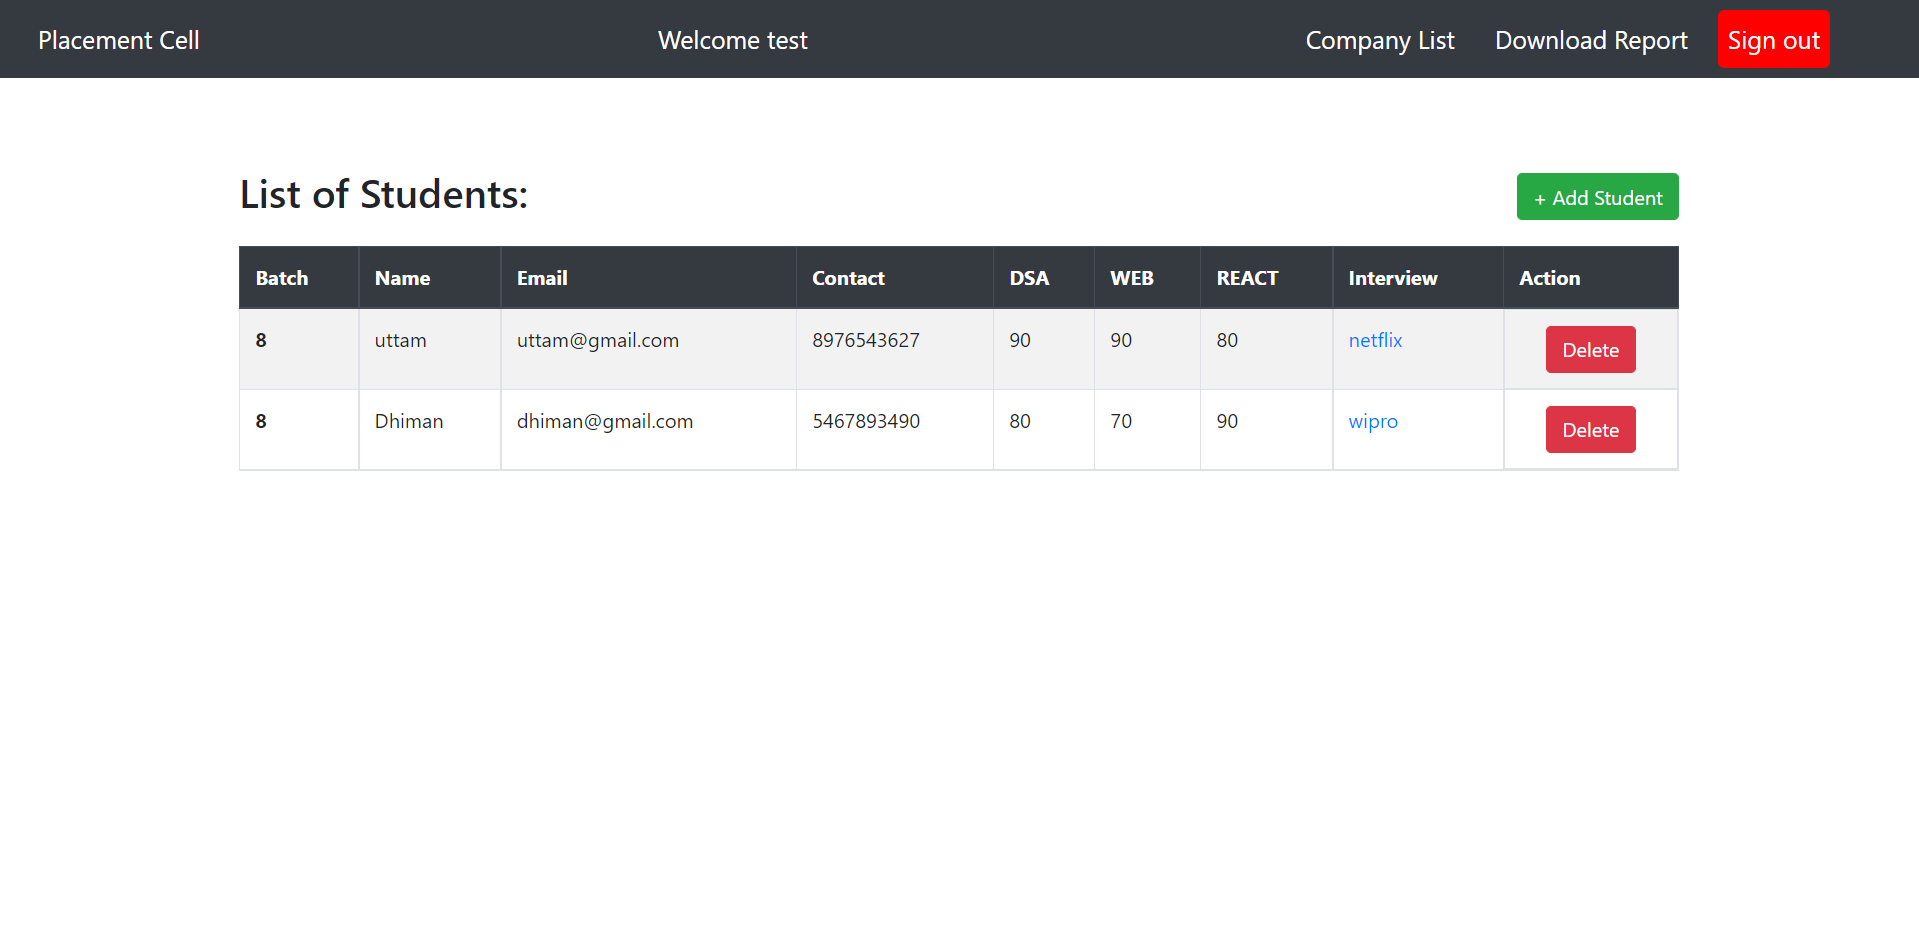 Placement Cell Welcome test Company List Download Report Sign out
List of Students: + Add Student
Batch Name Email Contact DSA WEB REACT Interview Action
8 uttam uttam@gmail.com 8976543627 90 90 80 netflix Delete
8 Dhiman dhiman@gmail.com 5467893490 80 70 90 wipro Delete